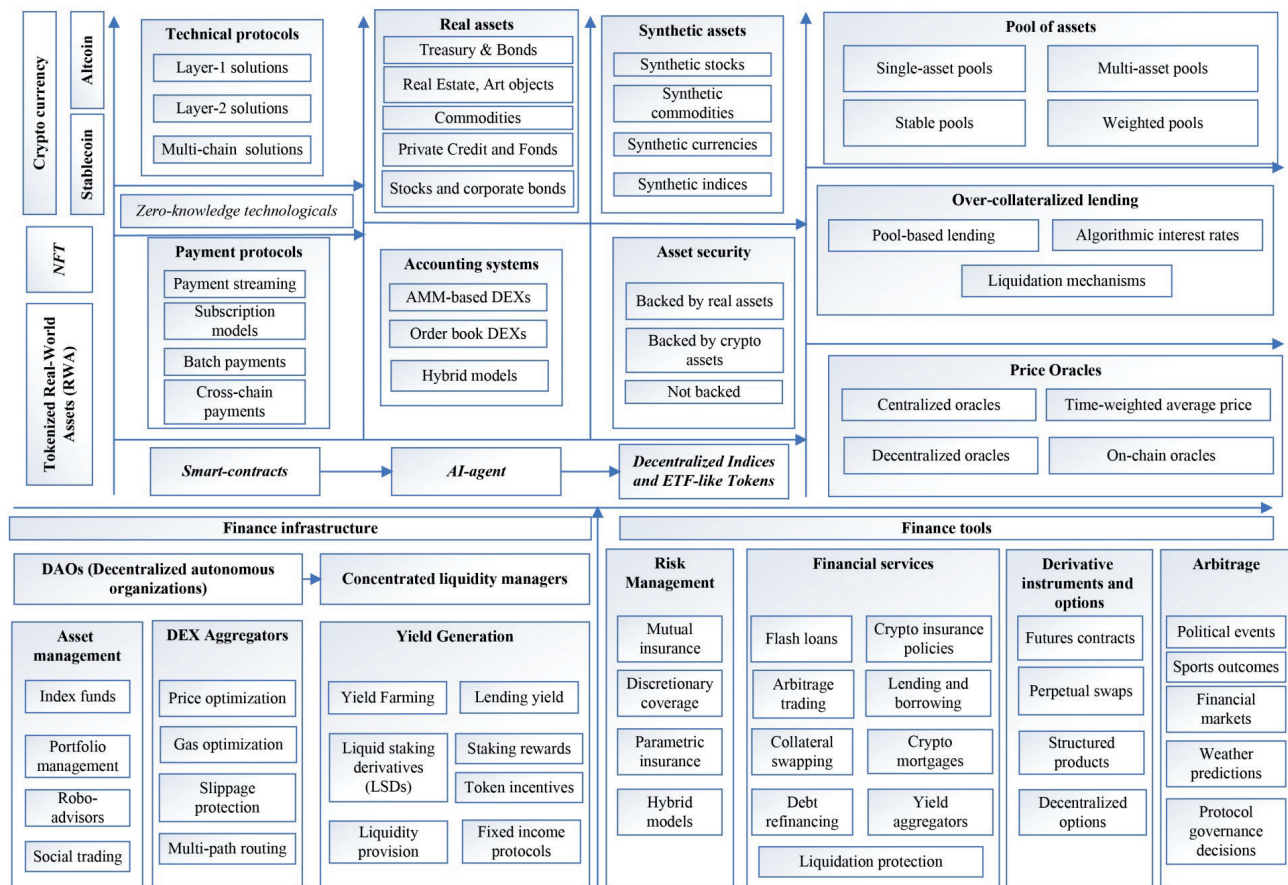 Crypto currency
Altcoin
Stablecoin
NFT
Tokenized Real-World
Assets (RWA)
Technical protocols
Layer-1 solutions
Layer-2 solutions
Multi-chain solutions
Zero-knowledge technologicals
Payment protocols
Payment streaming
Subscription
models
Batch payments
Cross-chain
payments
Real assets
Treasury & Bonds
Real Estate, Art objects
Commodities
Private Credit and Fonds
Stocks and corporate bonds
Accounting systems
AMM-based DEXs
Order book DEXs
Hybrid models
Synthetic assets
Synthetic stocks
Synthetic
commodities
Synthetic currencies
Synthetic indices
Asset security
Backed by real assets
Backed by crypto
assets
Not backed
Smart-contracts
AI-agent
Decentralized Indices
and ETF-like Tokens
Pool of assets
Single-asset pools
Multi-asset pools
Stable pools
Weighted pools
Over-collateralized lending
Pool-based lending
Algorithmic interest rates
Liquidation mechanisms
Price Oracles
Centralized oracles
Time-weighted average price
Decentralized oracles
On-chain oracles
Finance infrastructure
DAOs (Decentralized autonomous
organizations)
Concentrated liquidity managers
Asset
management
Index funds
Portfolio
management
Robo-
advisors
Social trading
DEX Aggregators
Price optimization
Gas optimization
Slippage
protection
Multi-path routing
Yield Generation
Yield Farming
Lending yield
Liquid staking
derivatives
(LSDs)
Staking rewards
Token incentives
Liquidity
provision
Fixed income
protocols
Finance tools
Risk
Management
Mutual
insurance
Discretionary
coverage
Parametric
insurance
Hybrid
models
Financial services
Flash loans
Crypto insurance
policies
Arbitrage
trading
Lending and
borrowing
Collateral
swapping
Crypto
mortgages
Debt
refinancing
Yield
aggregators
Liquidation protection
Derivative
instruments and
options
Futures contracts
Perpetual swaps
Structured
products
Decentralized
options
Arbitrage
Political events
Sports outcomes
Financial
markets
Weather
predictions
Protocol
governance
decisions